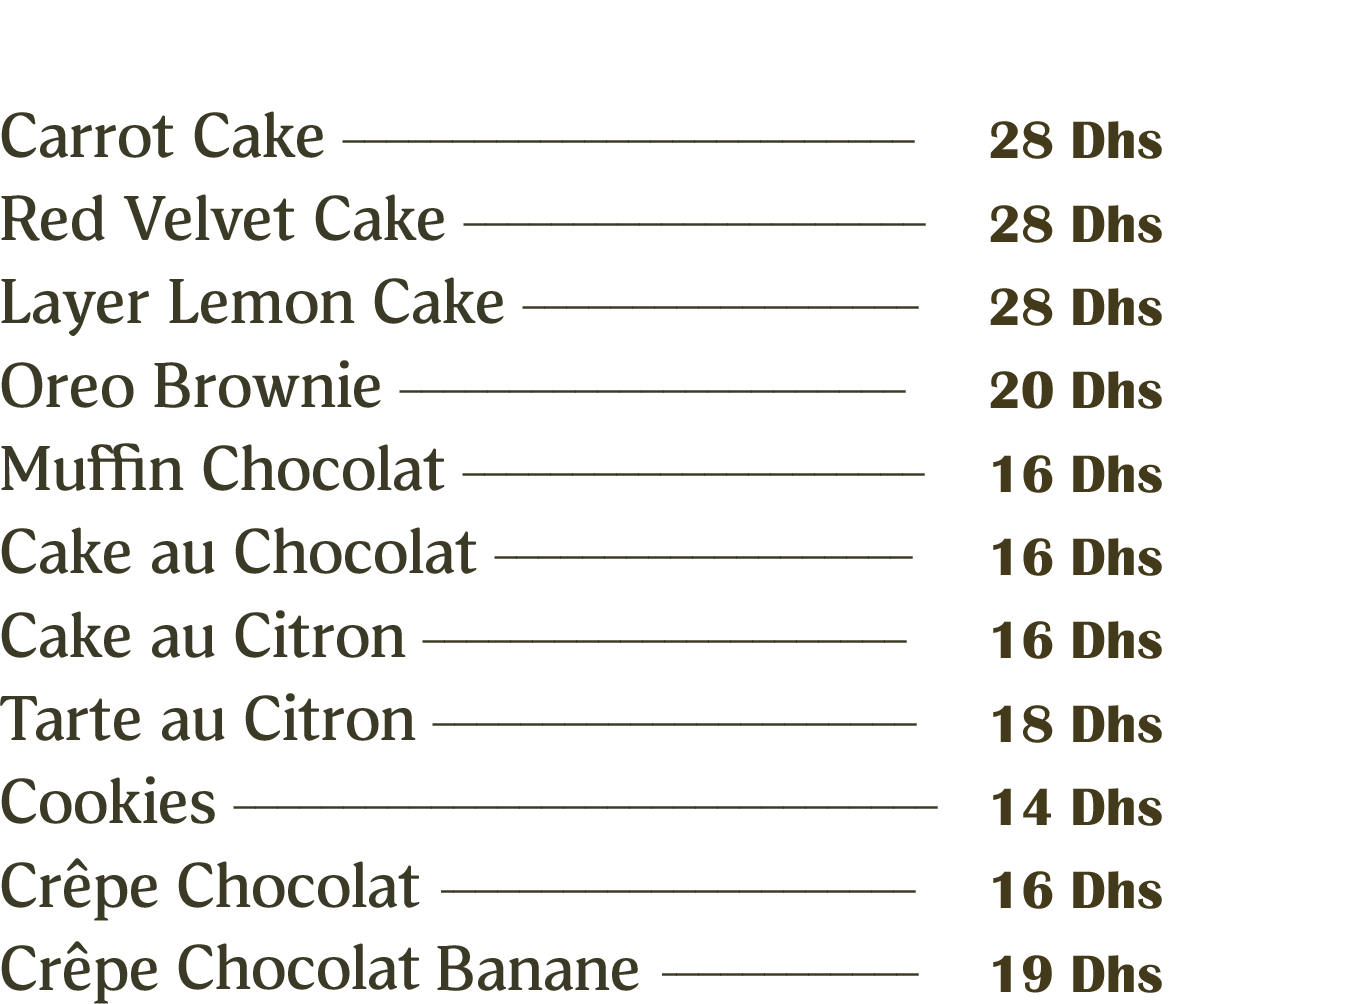 Carrot Cake 28 Dhs
Red Velvet Cake 28 Dhs
Layer Lemon Cake 28 Dhs
Oreo Brownie 20 Dhs
Muffin Chocolat 16 Dhs
Cake au Chocolat 16 Dhs
Cake au Citron 16 Dhs
Tarte au Citron 18 Dhs
Cookies 14 Dhs
Crêpe Chocolat 16 Dhs
Crêpe Chocolat Banane 19 Dhs